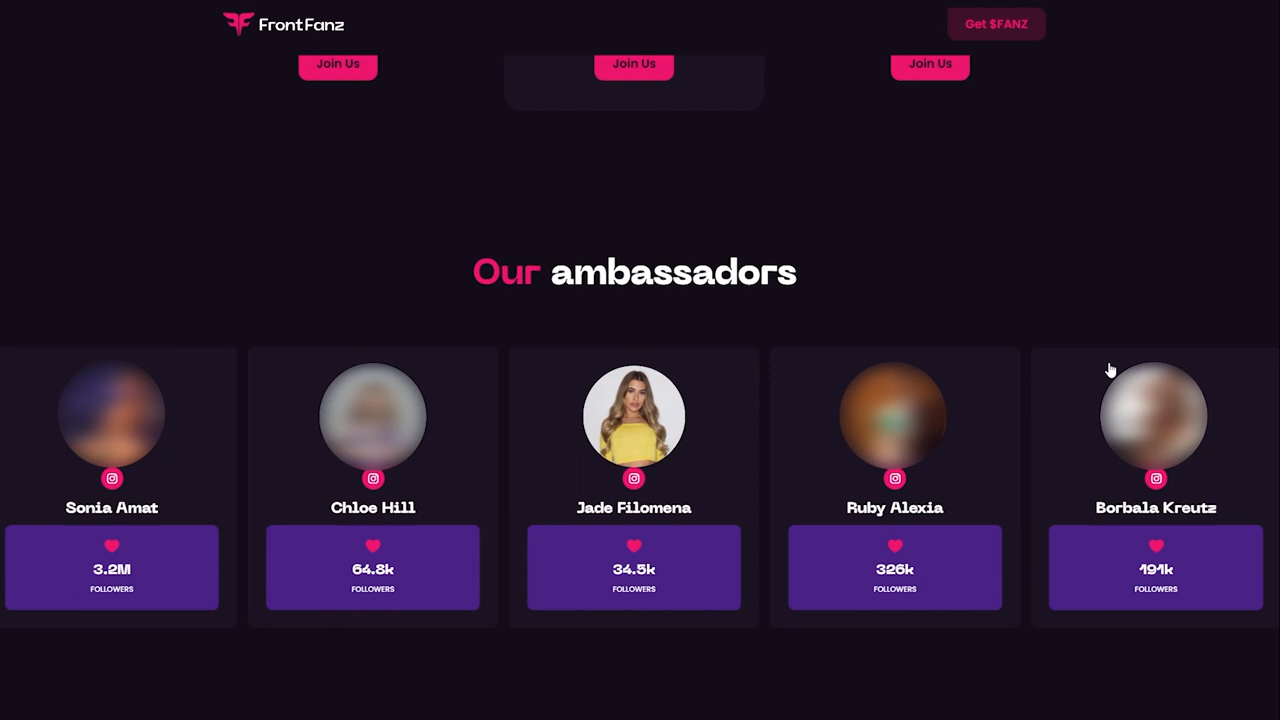 FrontFanz
Get $FANZ
Join Us
Join Us
Join Us
Our ambassadors
Sonia Amat
3.2M
FOLLOWERS
Chloe Hill
64.8k
FOLLOWERS
Jade Filomena
34.5k
FOLLOWERS
Ruby Alexia
326k
FOLLOWERS
Borbala Kreutz
191k
FOLLOWERS